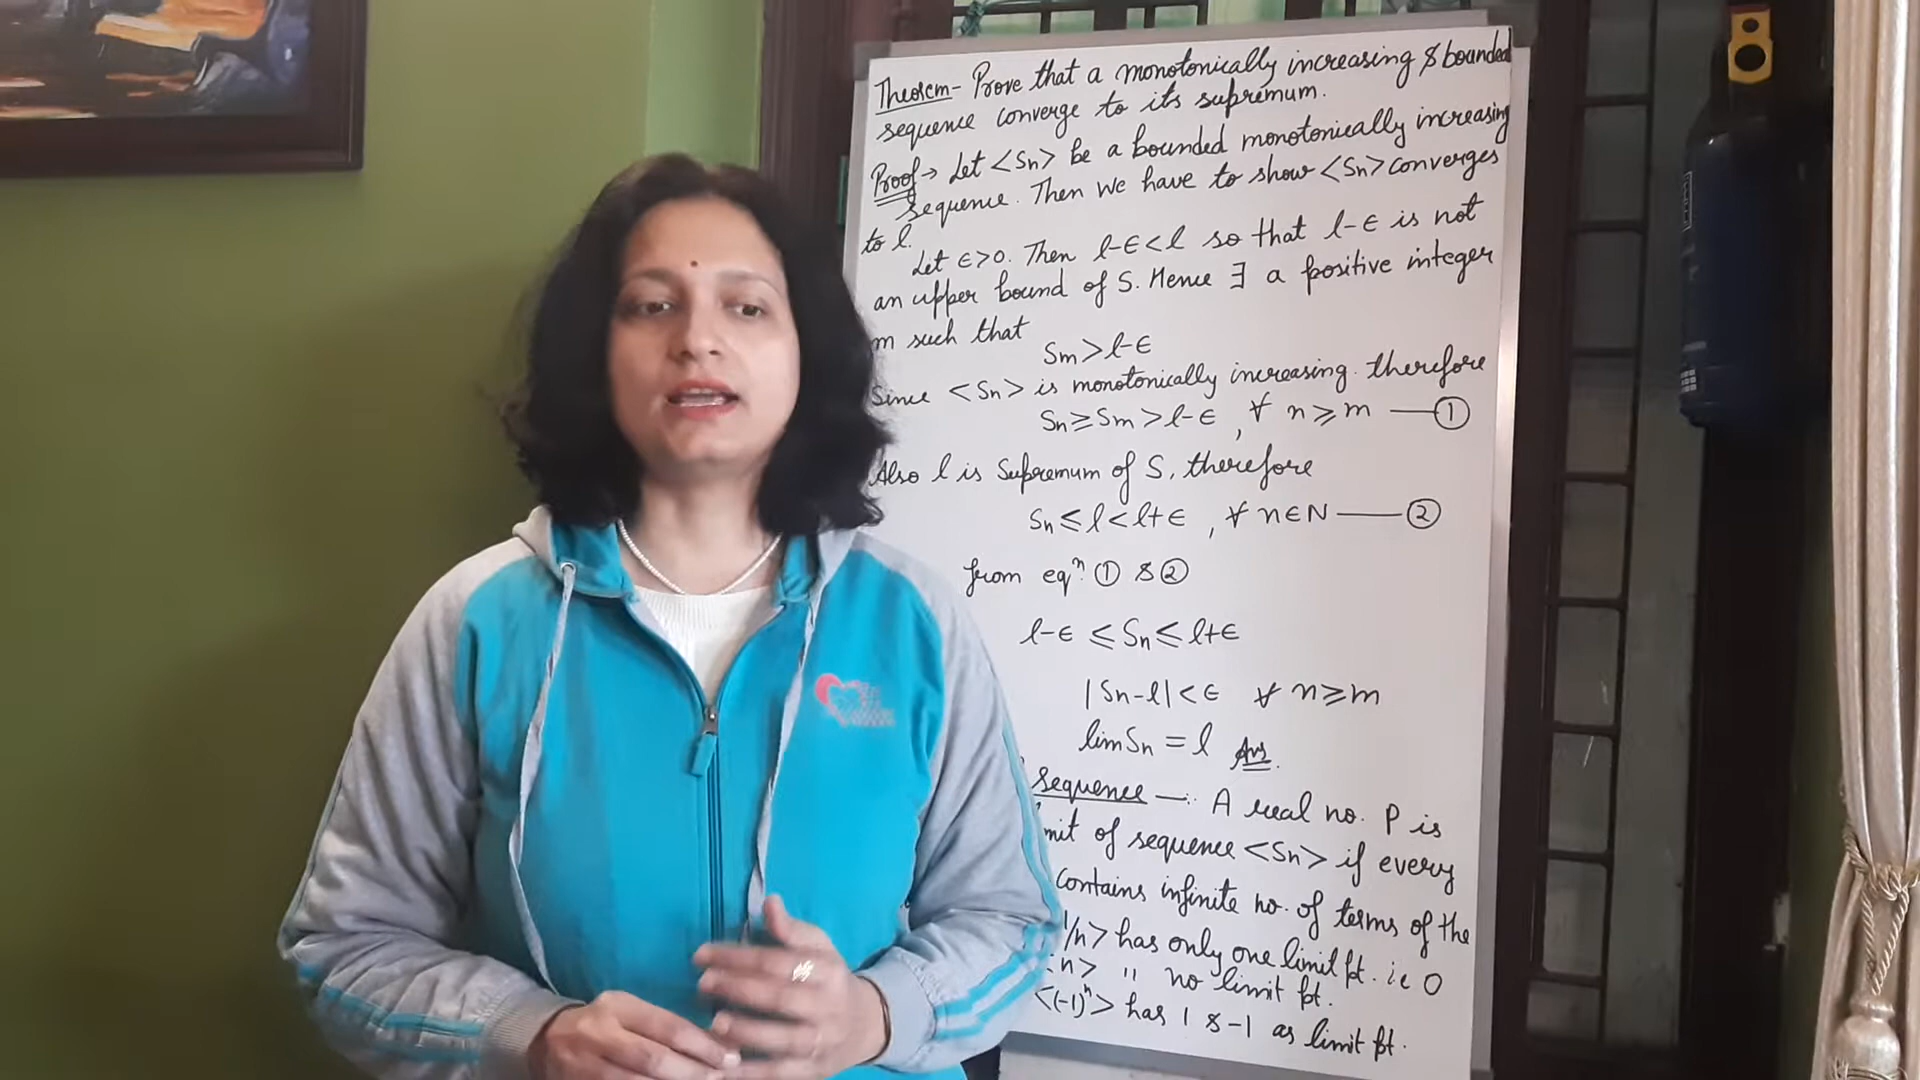 Theorem- Prove that a monotonically increasing & bounded
sequence converge to its supremum.
Proof → Let <Sn> be a bounded monotonically increasing
sequence. Then we have to show <Sn> converges
to l.
Let ϵ>0. Then l-ϵ<l so that l-ϵ is not
an upper bound of S. Hence ∃ a positive integer
m such that
Sm>l-ϵ
Since <Sn> is monotonically increasing. therefore
Sn≥Sm>l-ϵ, ∀ n≥m —①
Also l is Supremum of S, therefore
Sn≤l<l+ϵ, ∀ n∈N —②
from eqⁿ. ① & ②
l-ϵ ≤ Sn ≤ l+ϵ
|Sn-l|<ϵ ∀ n≥m
limSn = l Ans.
sequence —: A real no. P is
of sequence <Sn> if every
contains infinite no. of terms of the
1/n> has only one limit pt. i.e 0
n> " no limit pt.
<(-1)ⁿ> has 1 & -1 as limit pt.